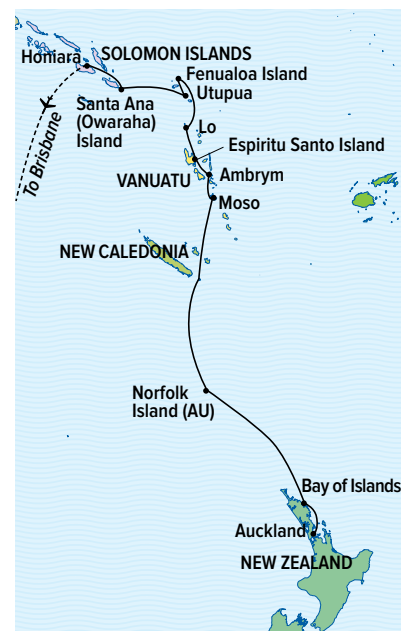 Honiara
SOLOMON ISLANDS
Fenualoa Island
Utupua
Santa Ana
(Owaraha)
Island
To Brisbane
Lo
Espiritu Santo Island
VANUATU
Ambrym
Moso
NEW CALEDONIA
Norfolk
Island (AU)
Bay of Islands
Auckland
NEW ZEALAND